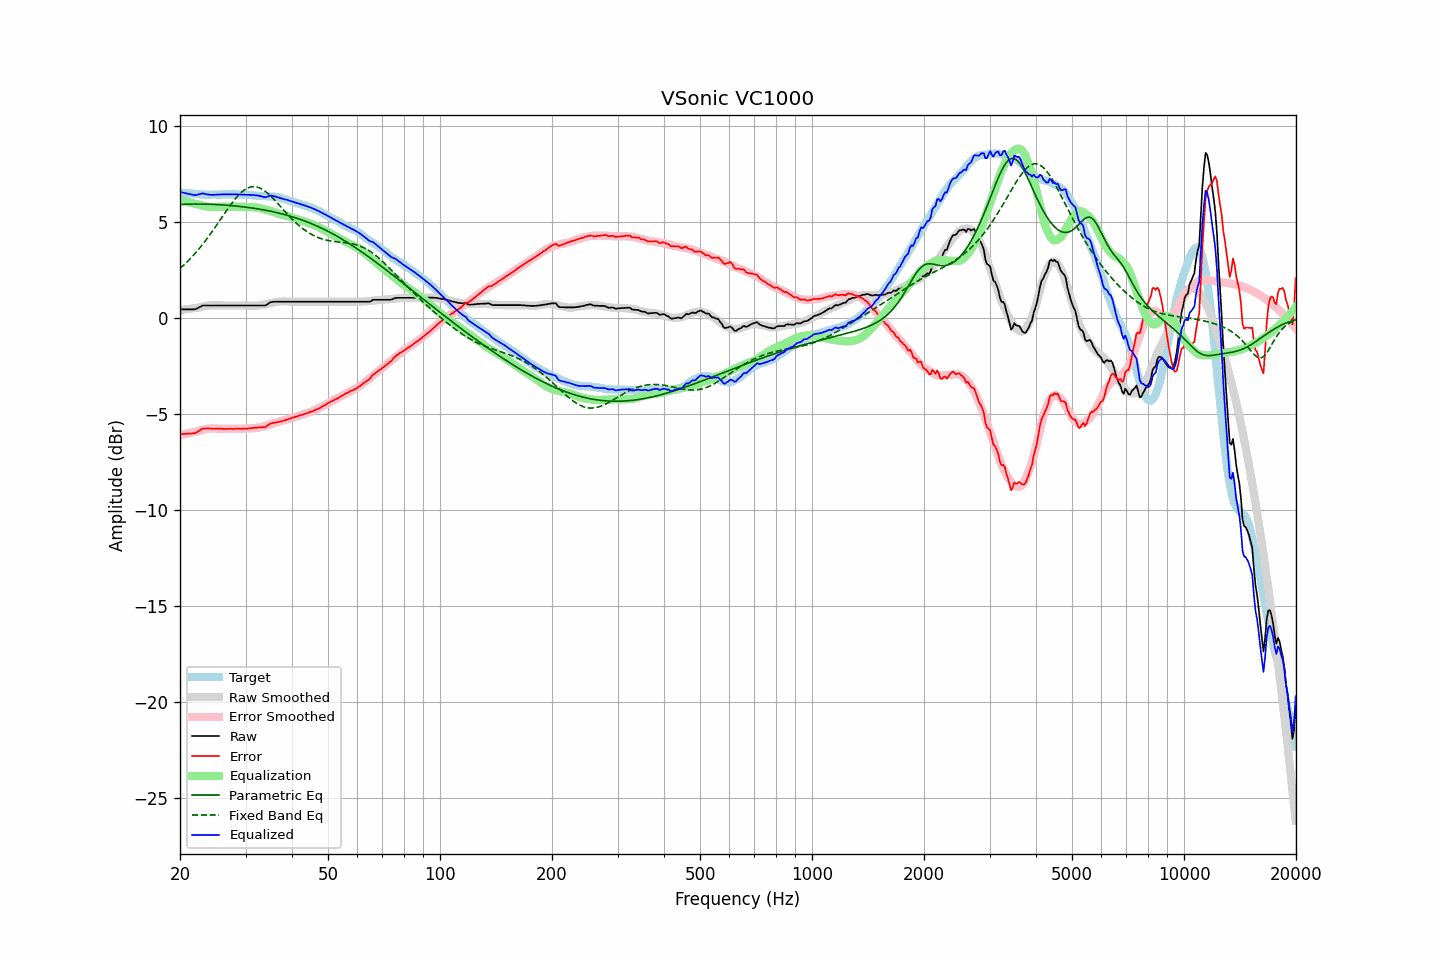 VSonic VC1000
10
5
0
−5
−10
−15
−20
−25
Amplitude (dBr)
Target
Raw Smoothed
Error Smoothed
Raw
Error
Equalization
Parametric Eq
Fixed Band Eq
Equalized
20 50 100 200 500 1000 2000 5000 10000 20000
Frequency (Hz)